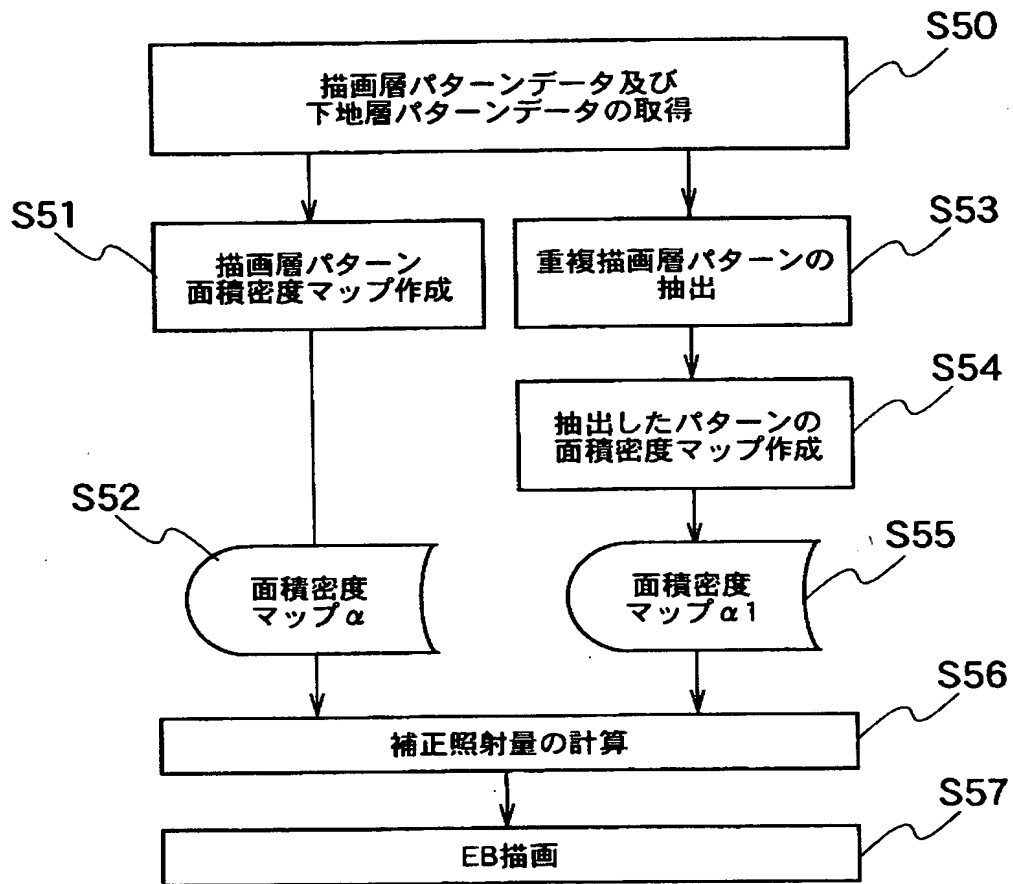 S50
描画層パターンデータ及び
下地層パターンデータの取得
S51
描画層パターン
面積密度マップ作成
S53
重複描画層パターンの
抽出
S54
抽出したパターンの
面積密度マップ作成
S52
面積密度
マップα
S55
面積密度
マップα1
S56
補正照射量の計算
S57
EB描画